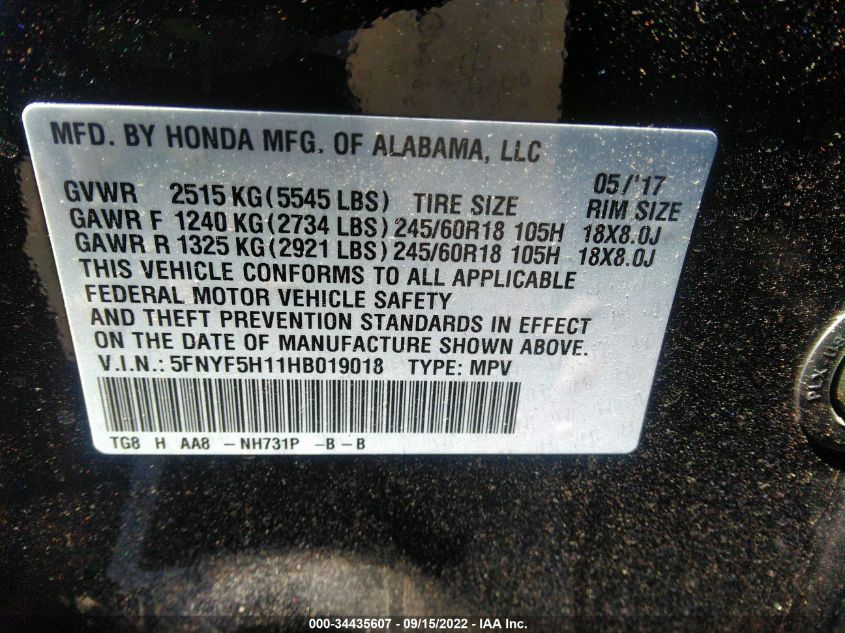 MFD. BY HONDA MFG. OF ALABAMA, LLC
05/'17
GVWR 2515 KG(5545 LBS) TIRE SIZE RIM SIZE
GAWR F 1240 KG(2734 LBS) 245/60R18 105H 18X8.0J
GAWR R 1325 KG(2921 LBS) 245/60R18 105H 18X8.0J
THIS VEHICLE CONFORMS TO ALL APPLICABLE
FEDERAL MOTOR VEHICLE SAFETY
AND THEFT PREVENTION STANDARDS IN EFFECT
ON THE DATE OF MANUFACTURE SHOWN ABOVE.
V.I.N.: 5FNYF5H11HB019018 TYPE: MPV
TG8 H AA8 -NH731P -B-B
000-34435607 - 09/15/2022 - IAA Inc.